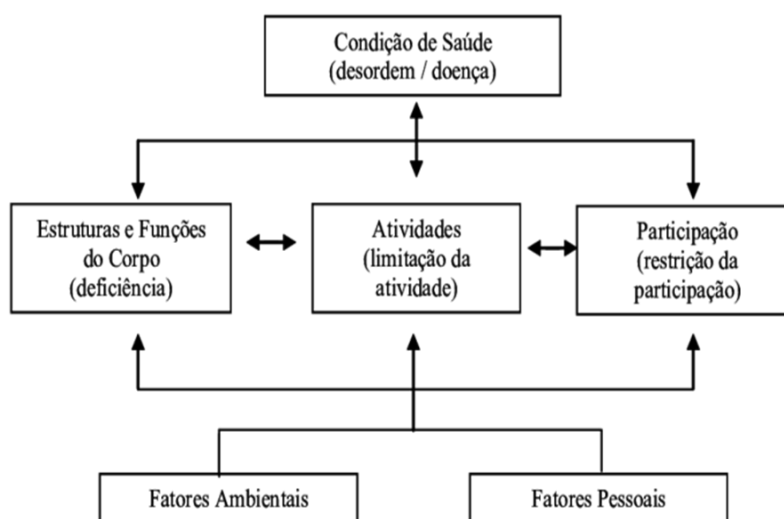 Condição de Saúde
(desordem / doença)
Estruturas e Funções
do Corpo
(deficiência)
Atividades
(limitação da
atividade)
Participação
(restrição da
participação)
Fatores Ambientais
Fatores Pessoais